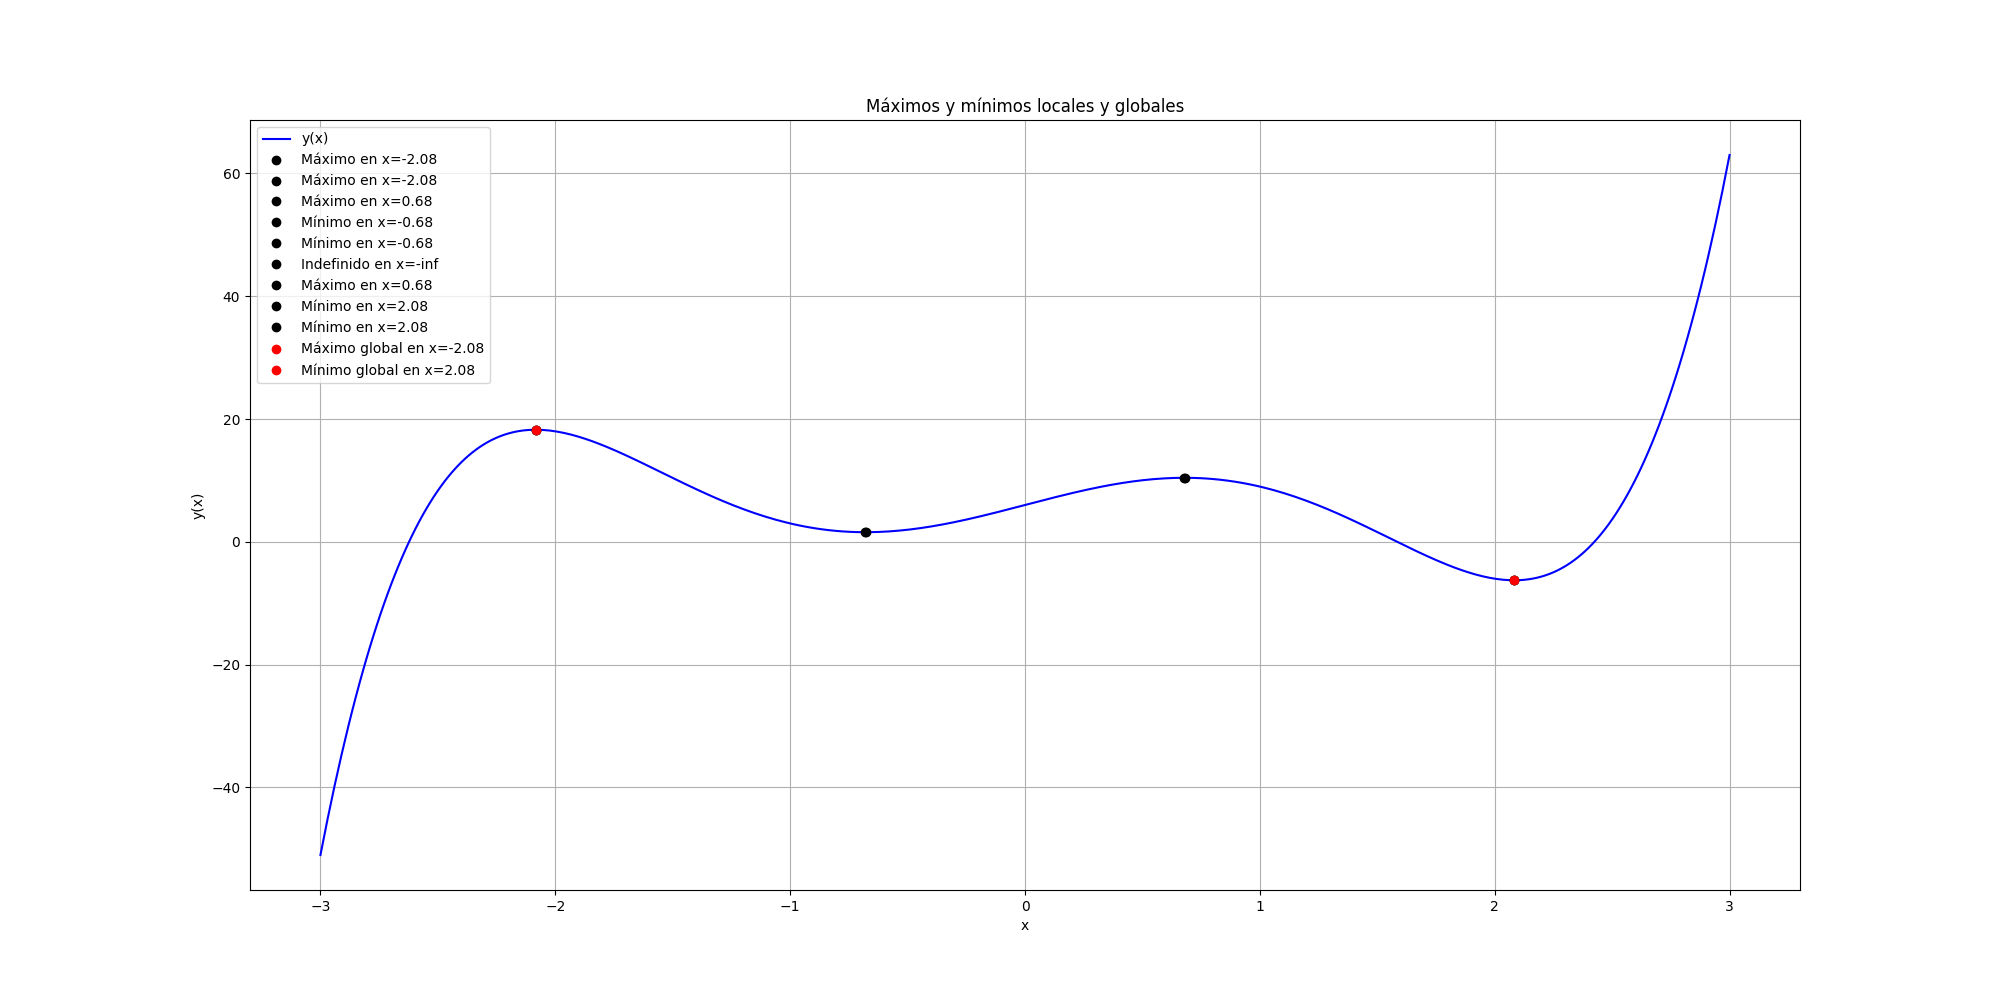 Máximos y mínimos locales y globales
y(x)
Máximo en x=-2.08
Máximo en x=-2.08
Máximo en x=0.68
Mínimo en x=-0.68
Mínimo en x=-0.68
Indefinido en x=-inf
Máximo en x=0.68
Mínimo en x=2.08
Mínimo en x=2.08
Máximo global en x=-2.08
Mínimo global en x=2.08
60
40
20
0
−20
−40
y(x)
−3 −2 −1 0 1 2 3
x